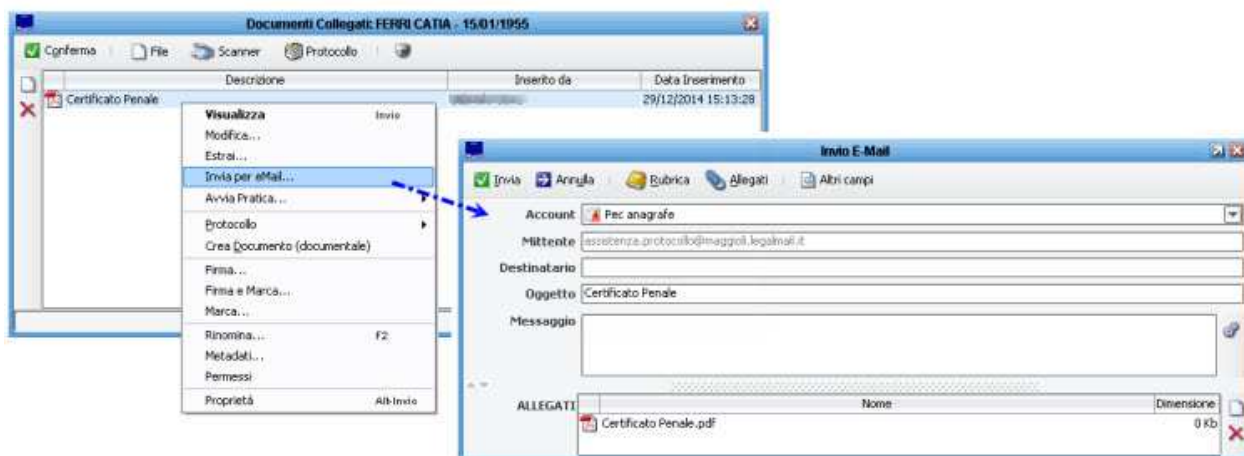 Documenti Collegati: FERRI CATIA - 15/01/1955
Conferma File Scanner Protocollo
Descrizione Inserito da Data Inserimento
Certificato Penale 29/12/2014 15:13:28
Visualizza Invio
Modifica...
Estrai...
Invia per eMail...
Avvia Pratica...
Protocollo
Crea Documento (documentale)
Firma...
Firma e Marca...
Marca...
Rinomina... F2
Metadati...
Permessi
Proprietà Alt-Invio
Invio E-Mail
Invia Annulla Rubrica Allegati Altri campi
Account Pec anagrafe
Mittente assistenza.protocollo@maggioli.legalmail.it
Destinatario
Oggetto Certificato Penale
Messaggio
ALLEGATI Nome Dimensione
Certificato Penale.pdf 0 Kb